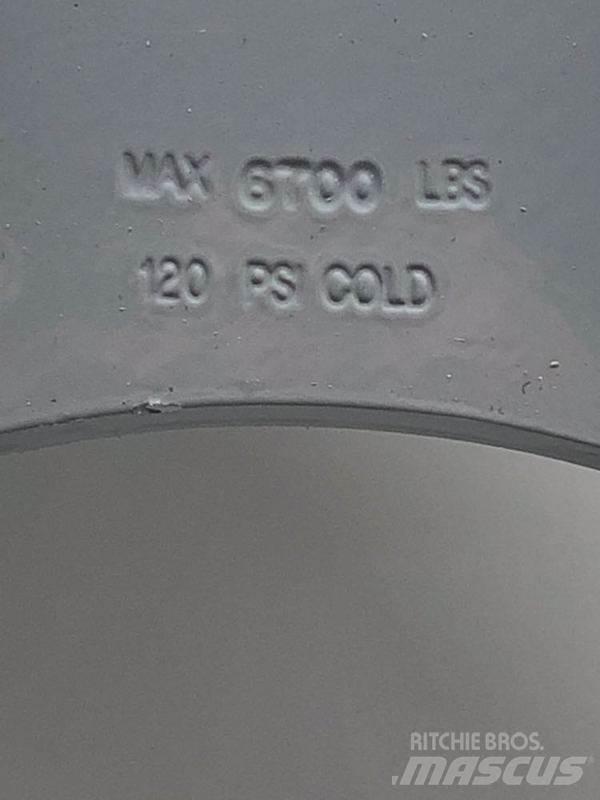 MAX 6700 LBS
120 PSI COLD
RITCHIE BROS.
MASCUS